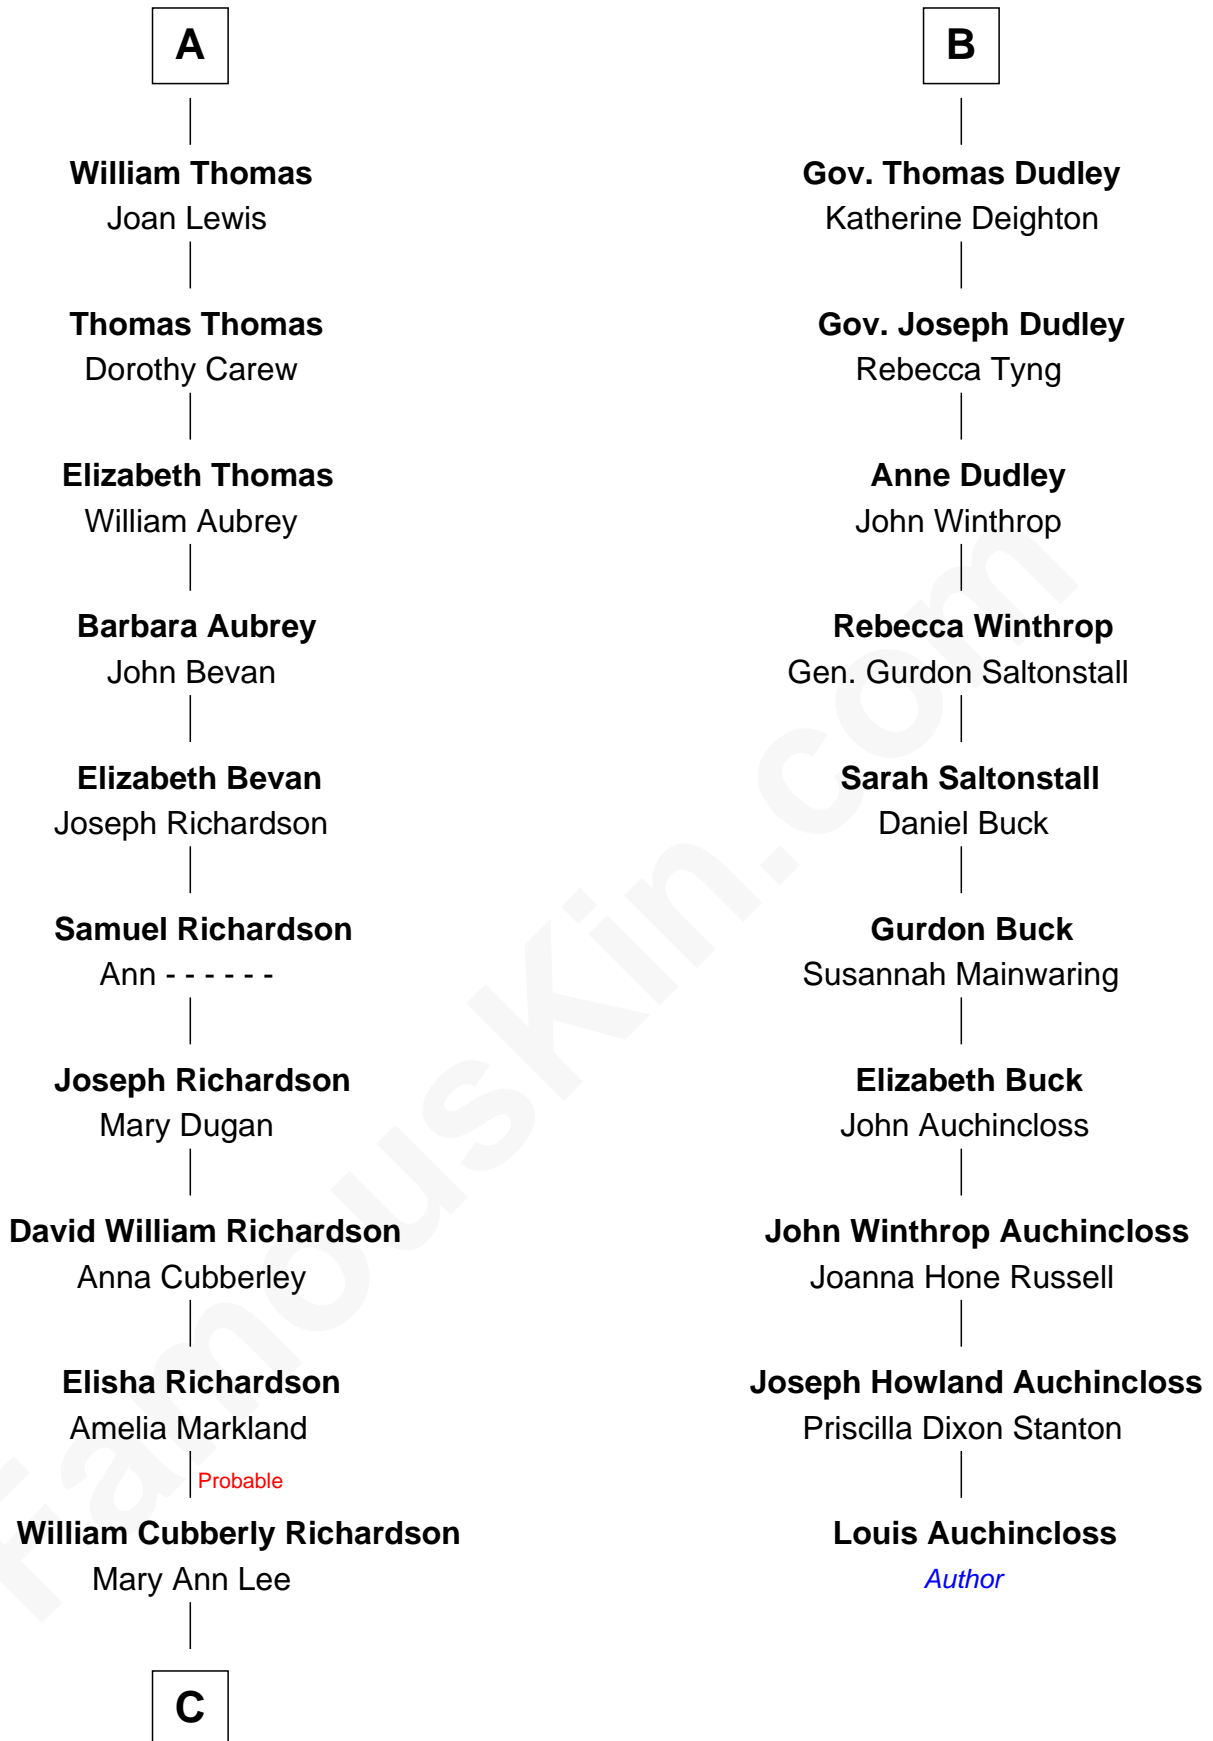 A
William Thomas
Joan Lewis
Thomas Thomas
Dorothy Carew
Elizabeth Thomas
William Aubrey
Barbara Aubrey
John Bevan
Elizabeth Bevan
Joseph Richardson
Samuel Richardson
Ann - - - - - -
Joseph Richardson
Mary Dugan
David William Richardson
Anna Cubberley
Elisha Richardson
Amelia Markland
Probable
William Cubberly Richardson
Mary Ann Lee
C
B
Gov. Thomas Dudley
Katherine Deighton
Gov. Joseph Dudley
Rebecca Tyng
Anne Dudley
John Winthrop
Rebecca Winthrop
Gen. Gurdon Saltonstall
Sarah Saltonstall
Daniel Buck
Gurdon Buck
Susannah Mainwaring
Elizabeth Buck
John Auchincloss
John Winthrop Auchincloss
Joanna Hone Russell
Joseph Howland Auchincloss
Priscilla Dixon Stanton
Louis Auchincloss
Author
FamousKin.com